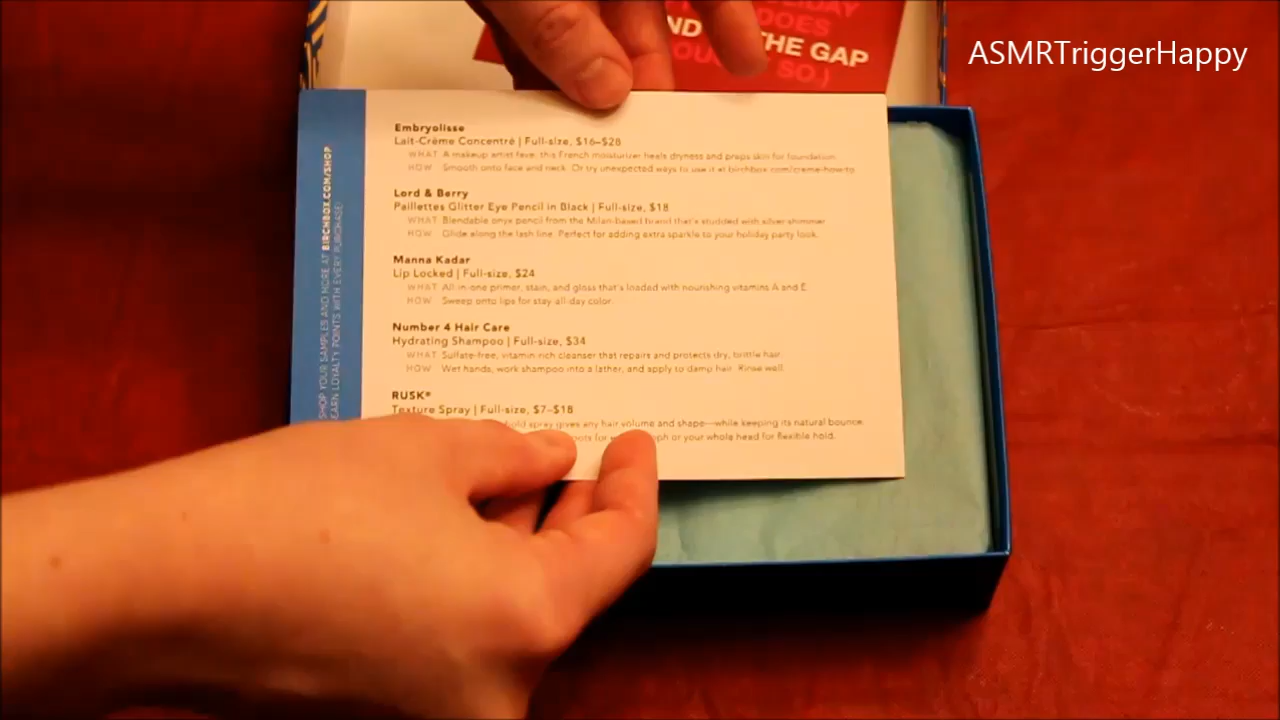 ASMRTriggerHappy
HOLIDAY
DOES
THE GAP
SO.)
Embryolisse
Lait-Crème Concentré | Full-size, $16–$28
WHAT A makeup artist fave, this French moisturizer heals dryness and preps skin for foundation.
HOW Smooth onto face and neck. Or try unexpected ways to use it at birchbox.com/creme-how-to.
Lord & Berry
Paillettes Glitter Eye Pencil in Black | Full-size, $18
WHAT Blendable onyx pencil from the Milan-based brand that's studded with silver shimmer.
HOW Glide along the lash line. Perfect for adding extra sparkle to your holiday party look.
Manna Kadar
Lip Locked | Full-size, $24
WHAT All-in-one primer, stain, and gloss that's loaded with nourishing vitamins A and E.
HOW Sweep onto lips for stay-all-day color.
Number 4 Hair Care
Hydrating Shampoo | Full-size, $34
WHAT Sulfate-free, vitamin-rich cleanser that repairs and protects dry, brittle hair.
HOW Wet hands, work shampoo into a lather, and apply to damp hair. Rinse well.
RUSK®
Texture Spray | Full-size, $7–$18
hold spray gives any hair volume and shape—while keeping its natural bounce.
for or your whole head for flexible hold.
SHOP YOUR SAMPLES AND MORE AT BIRCHBOX.COM/SHOP
EARN LOYALTY POINTS WITH EVERY PURCHASE!